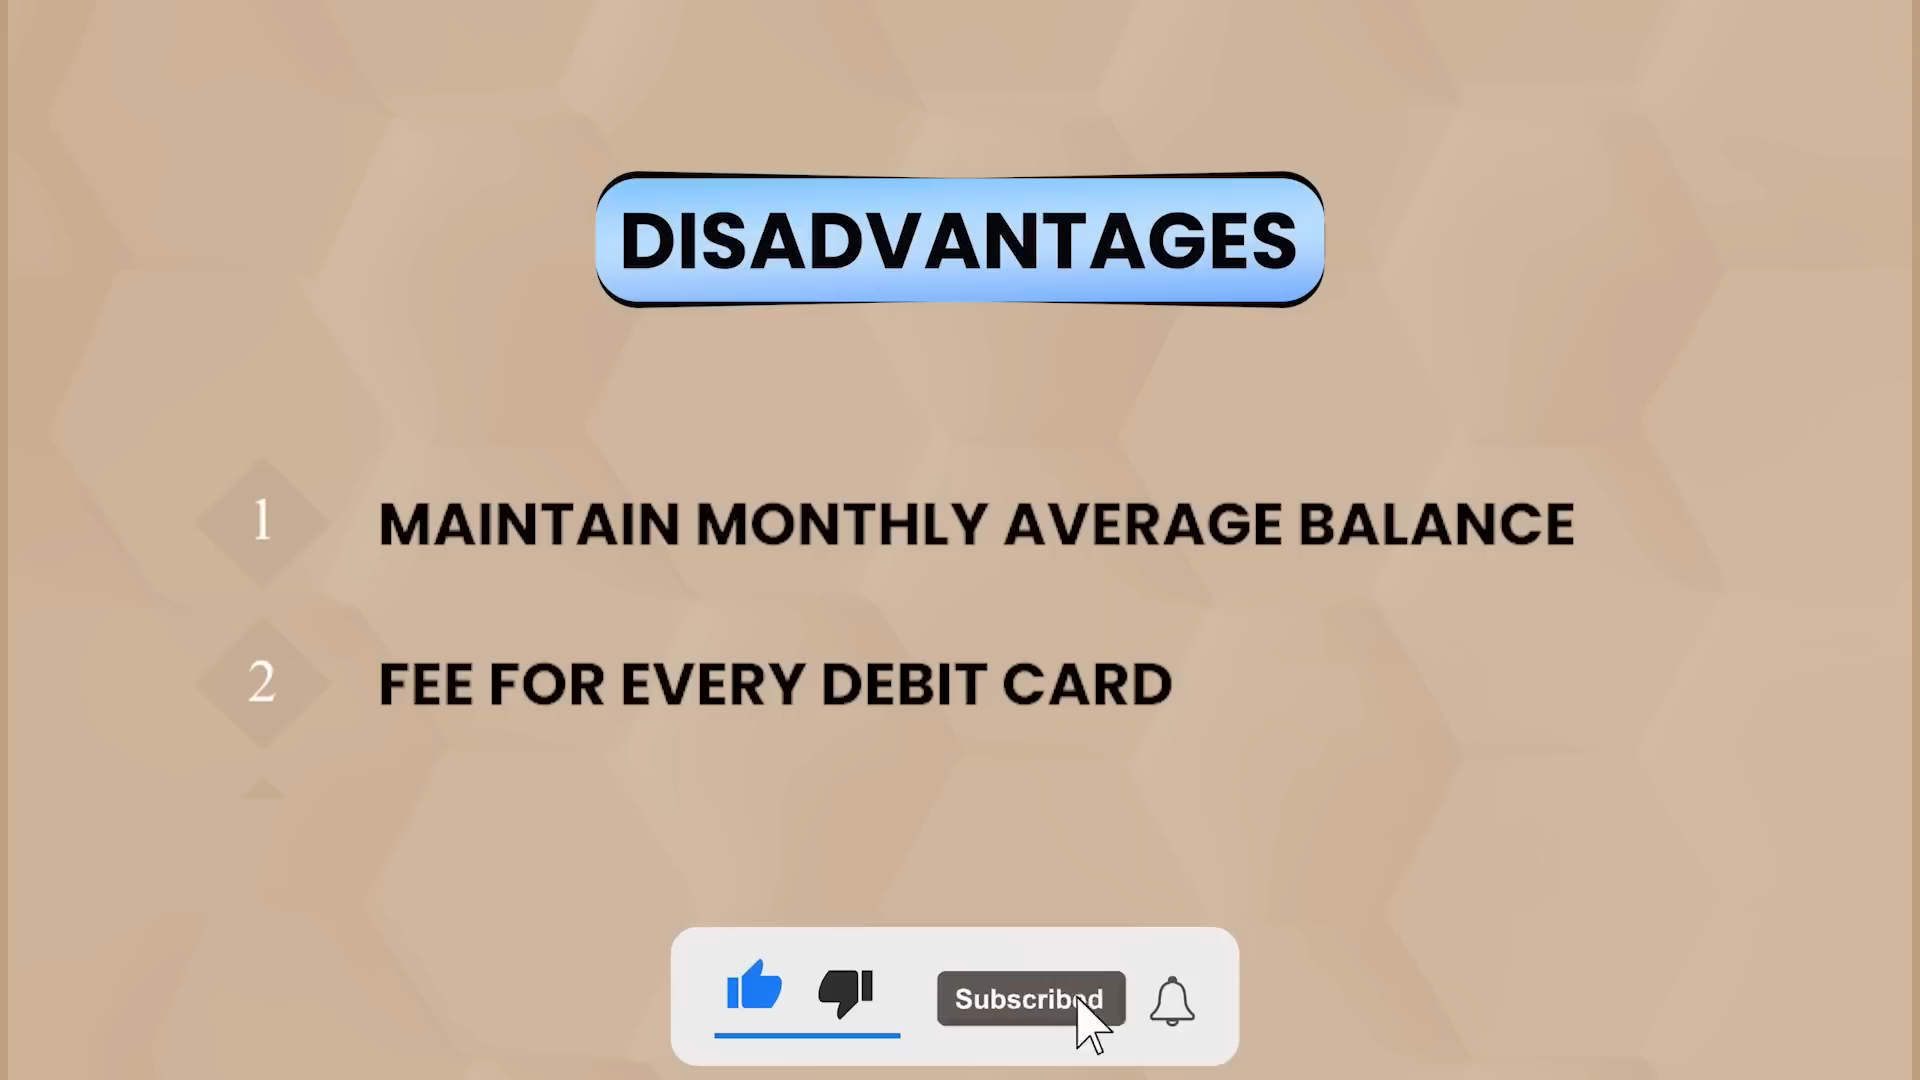 DISADVANTAGES
1 MAINTAIN MONTHLY AVERAGE BALANCE
2 FEE FOR EVERY DEBIT CARD
Subscribed